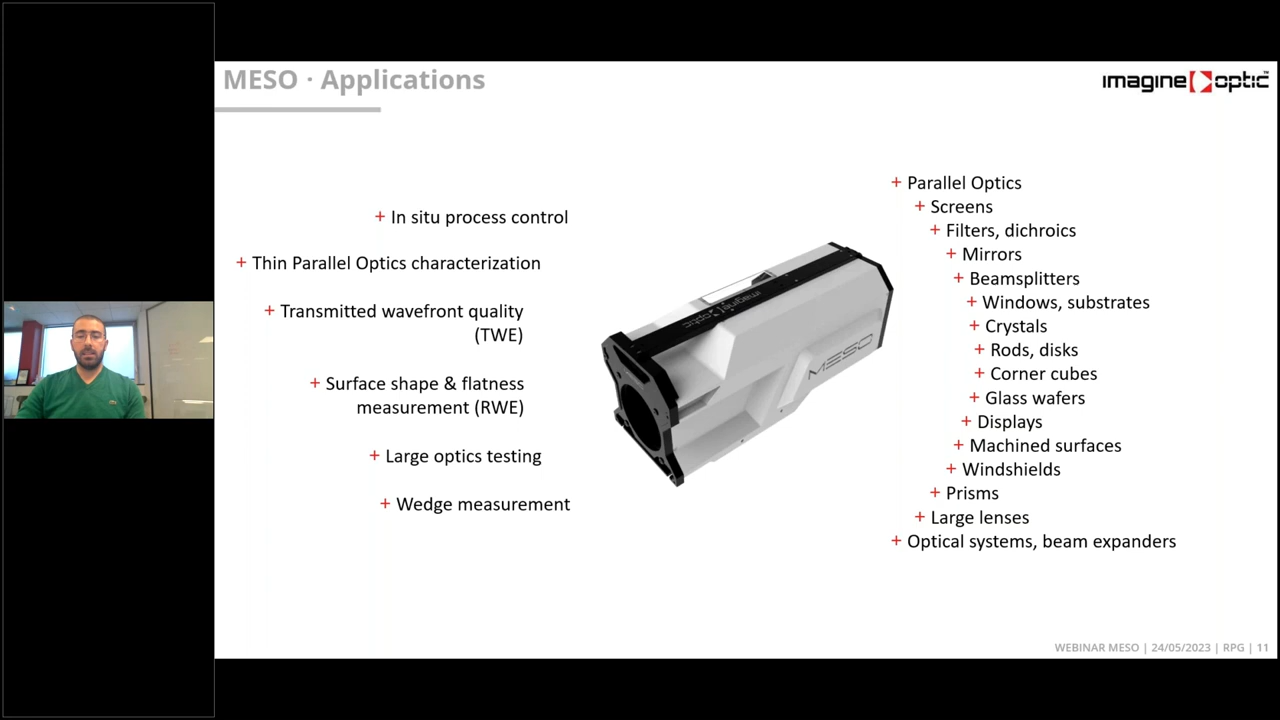 MESO · Applications
imagine optic™
+ In situ process control
+ Thin Parallel Optics characterization
+ Transmitted wavefront quality
(TWE)
+ Surface shape & flatness
measurement (RWE)
+ Large optics testing
+ Wedge measurement
imagine optic
MESO
+ Parallel Optics
+ Screens
+ Filters, dichroics
+ Mirrors
+ Beamsplitters
+ Windows, substrates
+ Crystals
+ Rods, disks
+ Corner cubes
+ Glass wafers
+ Displays
+ Machined surfaces
+ Windshields
+ Prisms
+ Large lenses
+ Optical systems, beam expanders
WEBINAR MESO | 24/05/2023 | RPG | 11